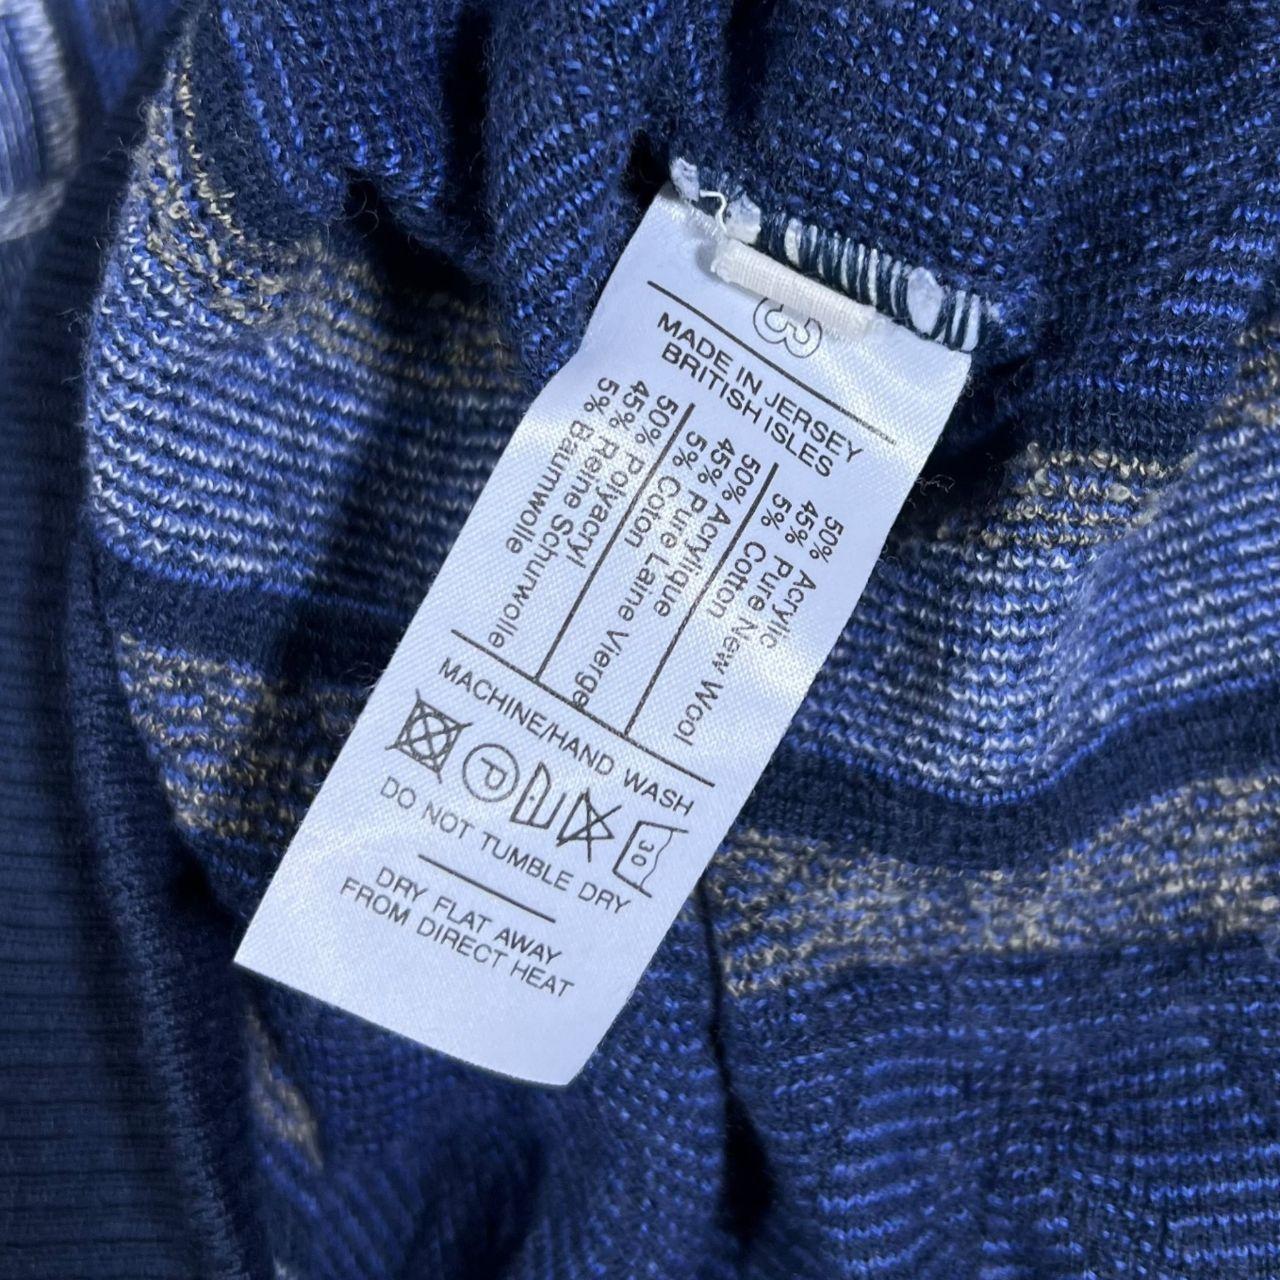 3
MADE IN JERSEY
BRITISH ISLES
50% Acrylic
45% Pure New Wool
5% Cotton
50% Acrylique
45% Pure Laine Vierge
5% Coton
50% Polyacryl
45% Reine Schurwolle
5% Baumwolle
MACHINE/HAND WASH
P
30
DO NOT TUMBLE DRY
DRY FLAT AWAY
FROM DIRECT HEAT